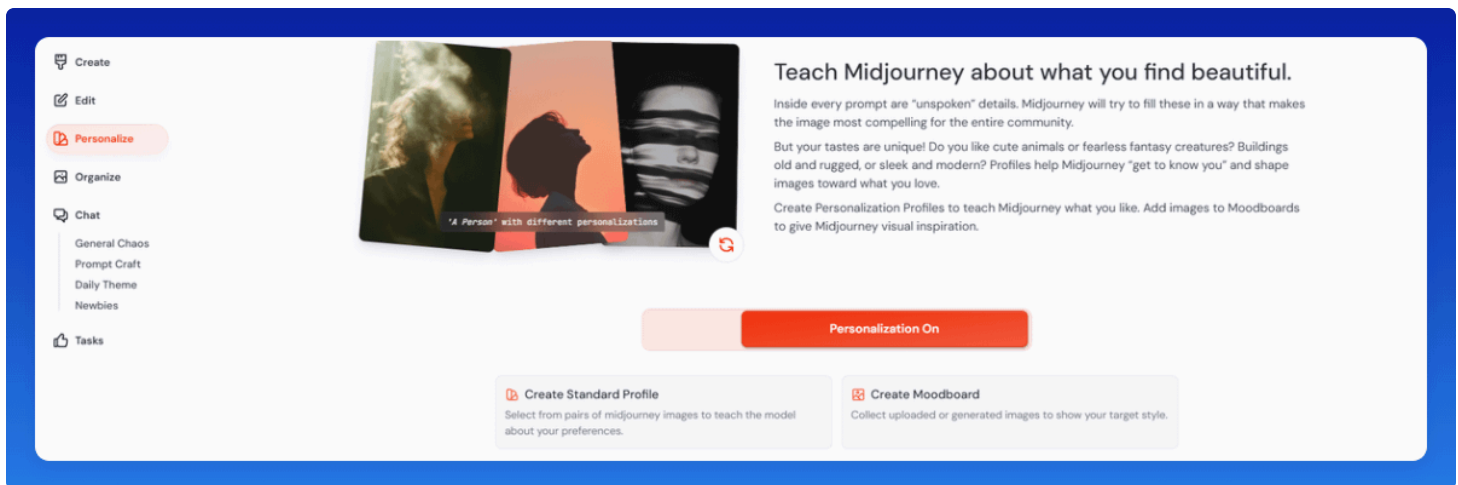 Create
Edit
Personalize
Organize
Chat
General Chaos
Prompt Craft
Daily Theme
Newbies
Tasks
'A Person' with different personalizations
Teach Midjourney about what you find beautiful.
Inside every prompt are “unspoken” details. Midjourney will try to fill these in a way that makes
the image most compelling for the entire community.
But your tastes are unique! Do you like cute animals or fearless fantasy creatures? Buildings
old and rugged, or sleek and modern? Profiles help Midjourney “get to know you” and shape
images toward what you love.
Create Personalization Profiles to teach Midjourney what you like. Add images to Moodboards
to give Midjourney visual inspiration.
Personalization On
Create Standard Profile
Select from pairs of midjourney images to teach the model
about your preferences.
Create Moodboard
Collect uploaded or generated images to show your target style.